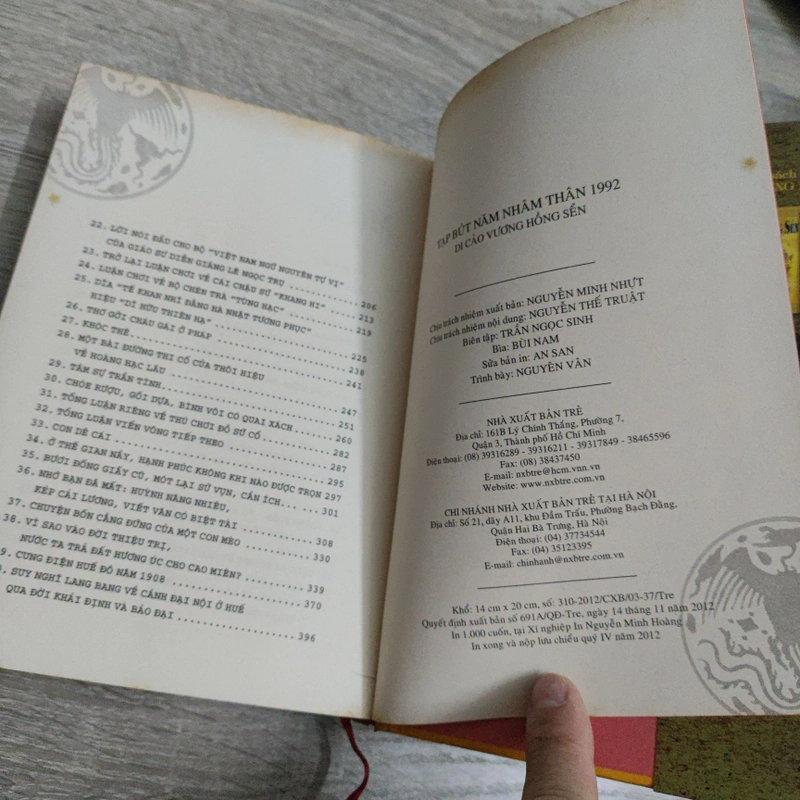 22. LỜI NÓI ĐẦU CHO BỘ "VIỆT NAM NGỮ NGUYÊN TỰ VỊ"
CỦA GIÁO SƯ DIỄN GIẢNG LÊ NGỌC TRỤ ................ 206
23. TRỞ LẠI LUẬN CHƠI VỀ CÁI CHẬU SỨ "KHANG HI" ..... 213
24. LUẬN CHƠI VỀ BỘ CHÉN TRÀ "TÙNG HẠC" ............. 219
25. DĨA "TẾ KHAN NHI ĐĂNG HÀ NHẬT TƯƠNG PHỤC"
HIỆU "DI HỮU THIÊN HẠ" ............ 225
26. THƠ GỞI CHÁU GÁI Ở PHÁP ............ 238
27. KHÓC THÊ ............ 241
28. MỘT BÀI ĐƯỜNG THI CỔ CỦA THÔI HIỆU
VỀ HOÀNG HẠC LÂU ............ 247
29. TÂM SỰ TRẦN TÌNH ............ 251
30. CHÓE RƯỢU, GỐI DỰA, BÌNH VÔI CÓ QUAI XÁCH ....... 260
31. TỔNG LUẬN RIÊNG VỀ THÚ CHƠI ĐỒ SỨ CỔ ............ 282
32. TỔNG LUẬN VIỂN VÔNG TIẾP THEO ............ 287
33. CON DÊ CÁI ............ 295
34. Ở THẾ GIAN NẦY, HẠNH PHÚC KHÔNG KHI NÀO ĐƯỢC TRỌN 297
35. BƯƠI ĐỐNG GIẤY CŨ, MÓT LẠI SỬ VỤN, CẨN ÍCH... ... 301
36. NHỚ BẠN ĐÃ MẤT: HUỲNH NĂNG NHIÊU,
KÉP CẢI LƯƠNG, VIẾT VĂN CÓ BIỆT TÀI ............ 308
37. CHUYỆN BỐN CẲNG ĐỨNG CỦA MỘT CON MÈO ............ 330
38. VÌ SAO VÀO ĐỜI THIỆU TRỊ,
NƯỚC TA TRẢ ĐẤT HƯƠNG ÚC CHO CAO MIÊN? .......... 339
9. CUNG ĐIỆN HUẾ ĐÔ NĂM 1908 ............ 370
. SUY NGHĨ LANG BANG VỀ CẢNH ĐẠI NỘI Ở HUẾ
QUA ĐỜI KHẢI ĐỊNH VÀ BẢO ĐẠI ............ 396
TẠP BÚT NĂM NHÂM THÂN 1992
DI CẢO VƯƠNG HỒNG SỂN
Chịu trách nhiệm xuất bản: NGUYỄN MINH NHỰT
Chịu trách nhiệm nội dung: NGUYỄN THẾ TRUẬT
Biên tập: TRẦN NGỌC SINH
Bìa: BÙI NAM
Sửa bản in: AN SAN
Trình bày: NGUYÊN VÂN
NHÀ XUẤT BẢN TRẺ
Địa chỉ: 161B Lý Chính Thắng, Phường 7,
Quận 3, Thành phố Hồ Chí Minh
Điện thoại: (08) 39316289 - 39316211 - 39317849 - 38465596
Fax: (08) 38437450
E-mail: nxbtre@hcm.vnn.vn
Website: www.nxbtre.com.vn
CHI NHÁNH NHÀ XUẤT BẢN TRẺ TẠI HÀ NỘI
Địa chỉ: Số 21, dãy A11, khu Đầm Trấu, Phường Bạch Đằng,
Quận Hai Bà Trưng, Hà Nội
Điện thoại: (04) 37734544
Fax: (04) 35123395
E-mail: chinhanh@nxbtre.com.vn
Khổ: 14 cm x 20 cm, số: 310-2012/CXB/03-37/Tre
Quyết định xuất bản số 691A/QĐ-Tre, ngày 14 tháng 11 năm 2012
In 1.000 cuốn, tại Xí nghiệp In Nguyễn Minh Hoàng
In xong và nộp lưu chiểu quý IV năm 2012